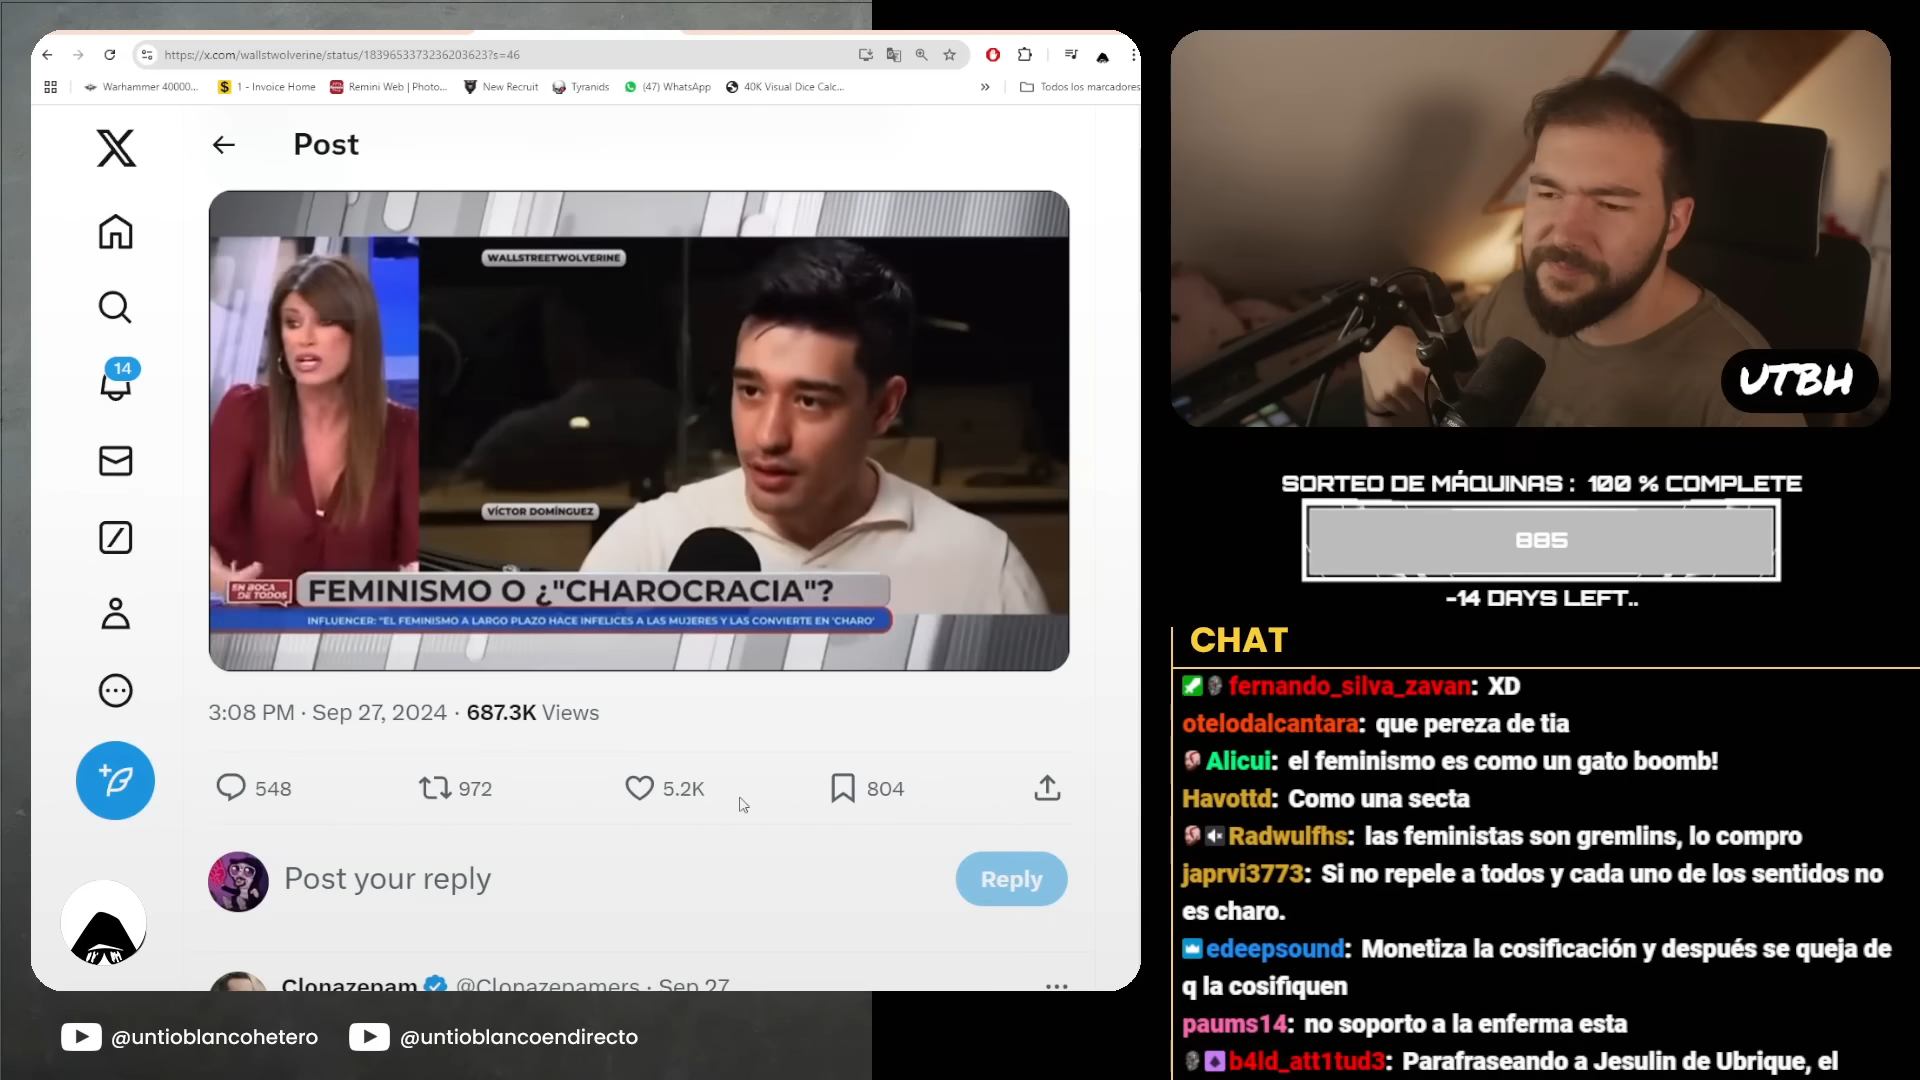 https://x.com/wallstwolverine/status/1839653373236203623?s=46
Warhammer 40000...
1 - Invoice Home
Remini Web | Photo...
New Recruit
Tyranids
(47) WhatsApp
40K Visual Dice Calc...
»
Todos los marcadores
Post
14
WALLSTREETWOLVERINE
VÍCTOR DOMÍNGUEZ
EN BOCA
DE TODOS
FEMINISMO O ¿"CHAROCRACIA"?
INFLUENCER: "EL FEMINISMO A LARGO PLAZO HACE INFELICES A LAS MUJERES Y LAS CONVIERTE EN 'CHARO'
3:08 PM · Sep 27, 2024 · 687.3K Views
548 972 5.2K 804
Post your reply
Reply
Clonazepam @Clonazepamers · Sep 27
@untioblancohetero
@untioblancoendirecto
UTBH
SORTEO DE MÁQUINAS : 100 % COMPLETE
885
-14 DAYS LEFT..
CHAT
fernando_silva_zavan: XD
otelodalcantara: que pereza de tia
Alicui: el feminismo es como un gato boomb!
Havottd: Como una secta
Radwulfhs: las feministas son gremlins, lo compro
japrvi3773: Si no repele a todos y cada uno de los sentidos no
es charo.
edeepsound: Monetiza la cosificación y después se queja de
q la cosifiquen
paums14: no soporto a la enferma esta
b4ld_att1tud3: Parafraseando a Jesulin de Ubrique, el